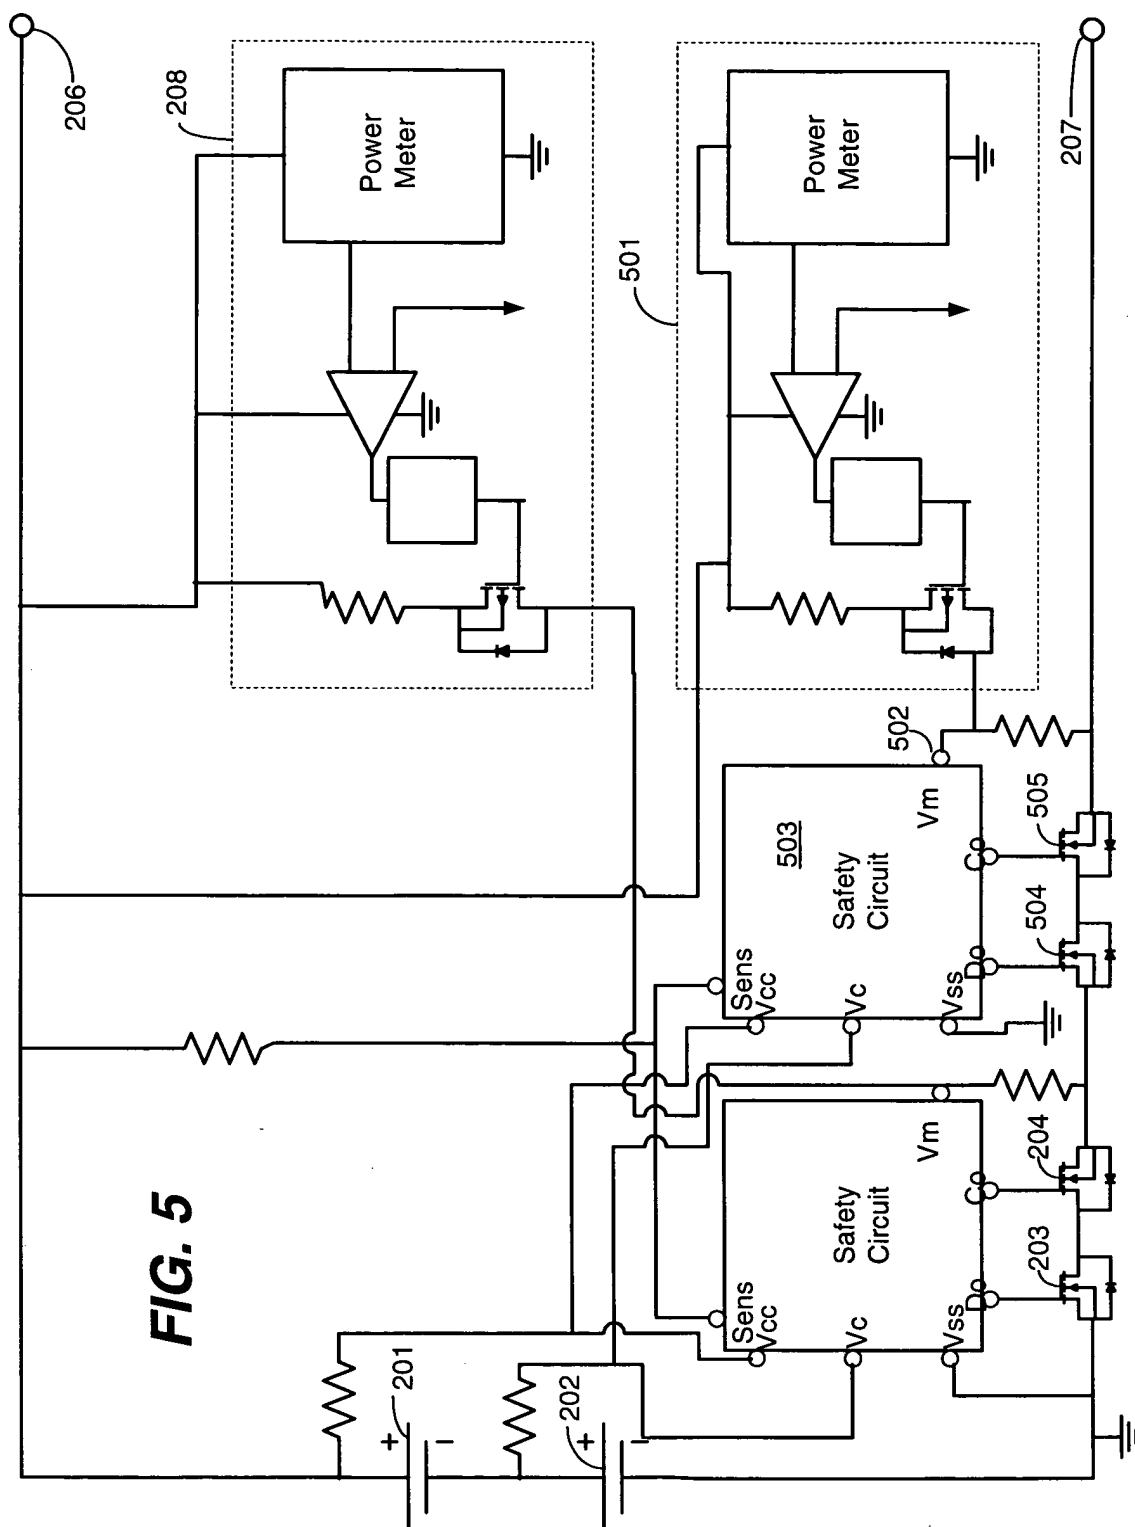 FIG. 5
206
208
Power
Meter
501
Power
Meter
207
201
+
-
202
+
-
Sens
Vcc
Vc
Vss
Safety
Circuit
Vm
Do
Co
203
204
Sens
Vcc
Vc
Vss
503
Safety
Circuit
Vm
Do
Co
502
504
505